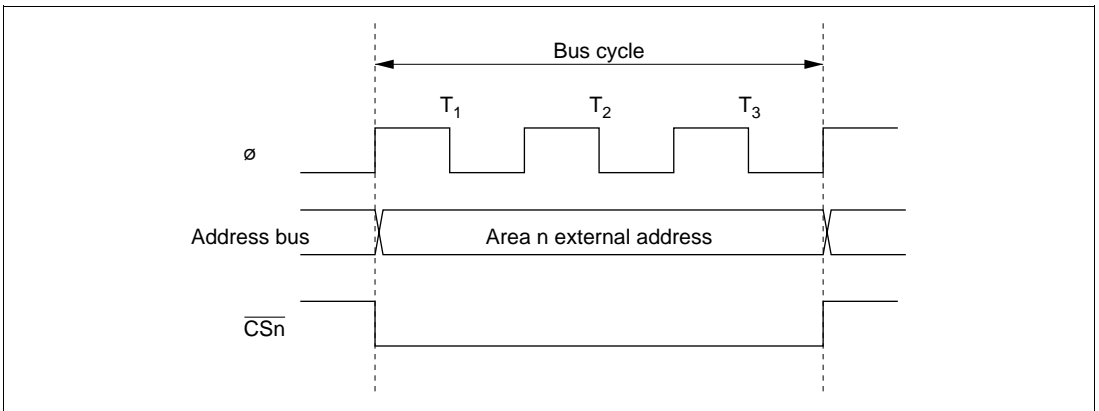 Bus cycle
T1 T2 T3
ø
Address bus Area n external address
CSn